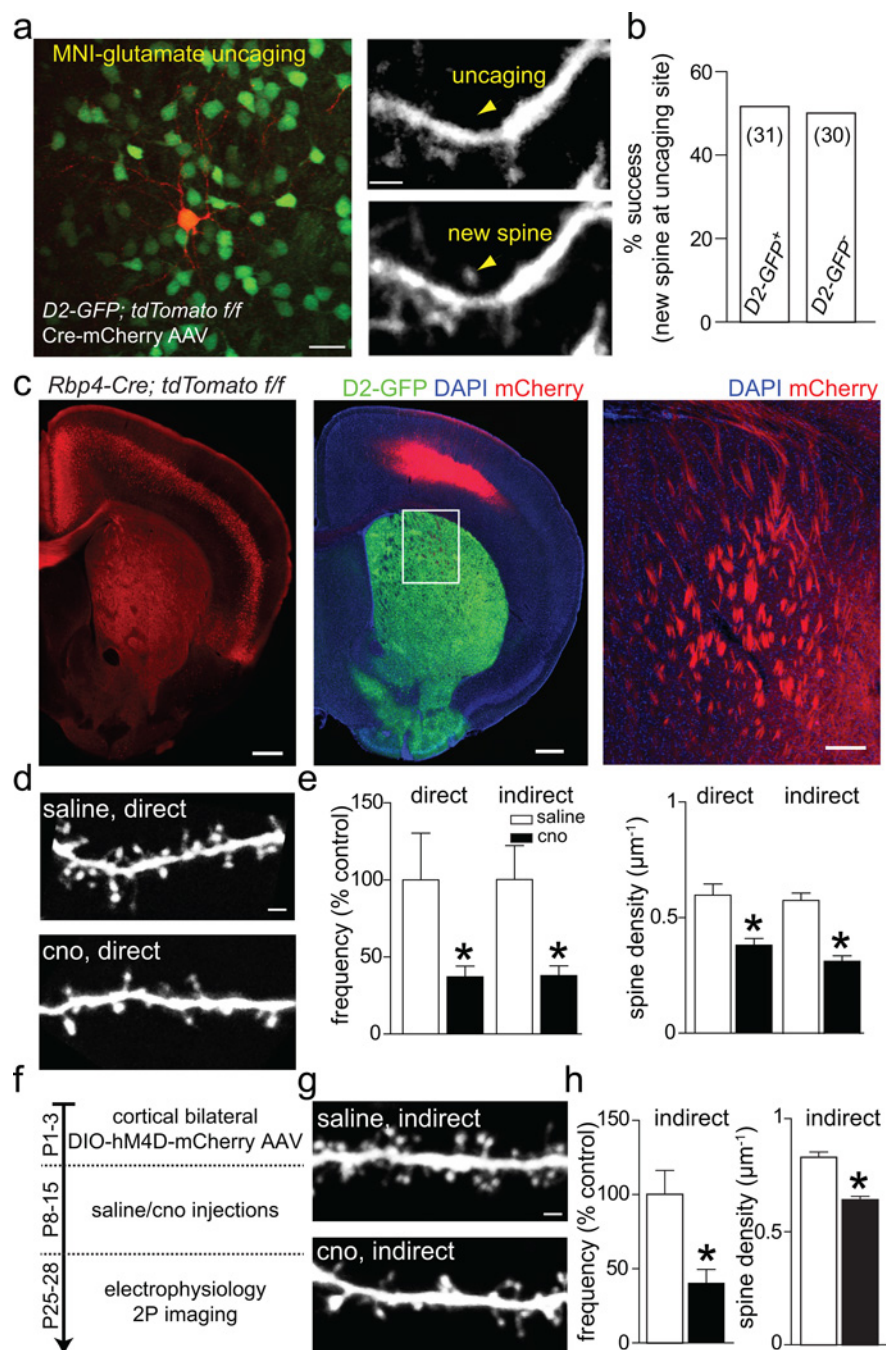 a
MNI-glutamate uncaging
D2-GFP; tdTomato f/f
Cre-mCherry AAV
uncaging
new spine
b
% success
(new spine at uncaging site)
60
40
20
0
(31)
(30)
D2-GFP+
D2-GFP-
c
Rbp4-Cre; tdTomato f/f
D2-GFP DAPI mCherry
DAPI mCherry
d
saline, direct
cno, direct
e
frequency (% control)
150
100
50
0
direct
indirect
saline
cno
*
*
spine density (µm-1)
1
0.5
0
direct
indirect
*
*
f
P1-3
cortical bilateral
DIO-hM4D-mCherry AAV
P8-15
saline/cno injections
P25-28
electrophysiology
2P imaging
g
saline, indirect
cno, indirect
h
frequency (% control)
150
100
50
0
indirect
*
spine density (µm-1)
1
0.5
0
indirect
*